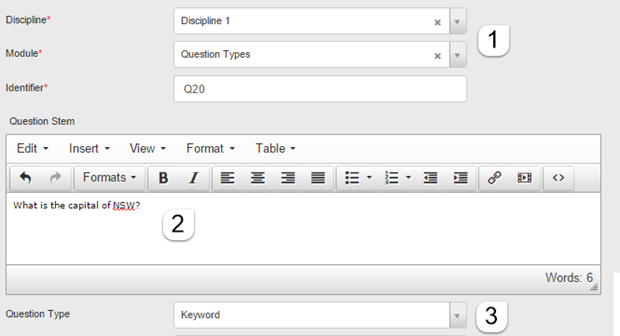 Discipline* Discipline 1
1
Module* Question Types
Identifier* Q20
Question Stem
Edit Insert View Format Table
Formats B I
What is the capital of NSW?
2
Words: 6
Question Type Keyword
3